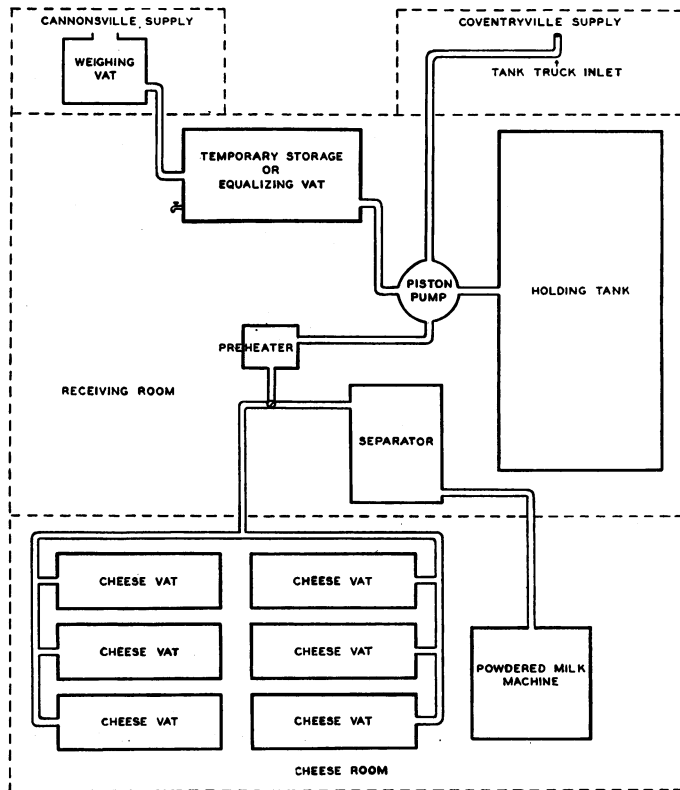 CANNONSVILLE SUPPLY
WEIGHING
VAT
COVENTRYVILLE SUPPLY
TANK TRUCK INLET
TEMPORARY STORAGE
OR
EQUALIZING VAT
PISTON
PUMP
HOLDING TANK
PREHEATER
RECEIVING ROOM
SEPARATOR
CHEESE VAT
CHEESE VAT
CHEESE VAT
CHEESE VAT
POWDERED MILK
MACHINE
CHEESE VAT
CHEESE VAT
CHEESE ROOM